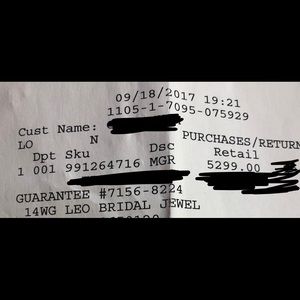 09/18/2017 19:21
1105-1-7095-075929
Cust Name:
LO N PURCHASES/RETURN
Dpt Sku Dsc Retail
1 001 991264716 MGR 5299.00
GUARANTEE #7156-8224
14WG LEO BRIDAL JEWEL